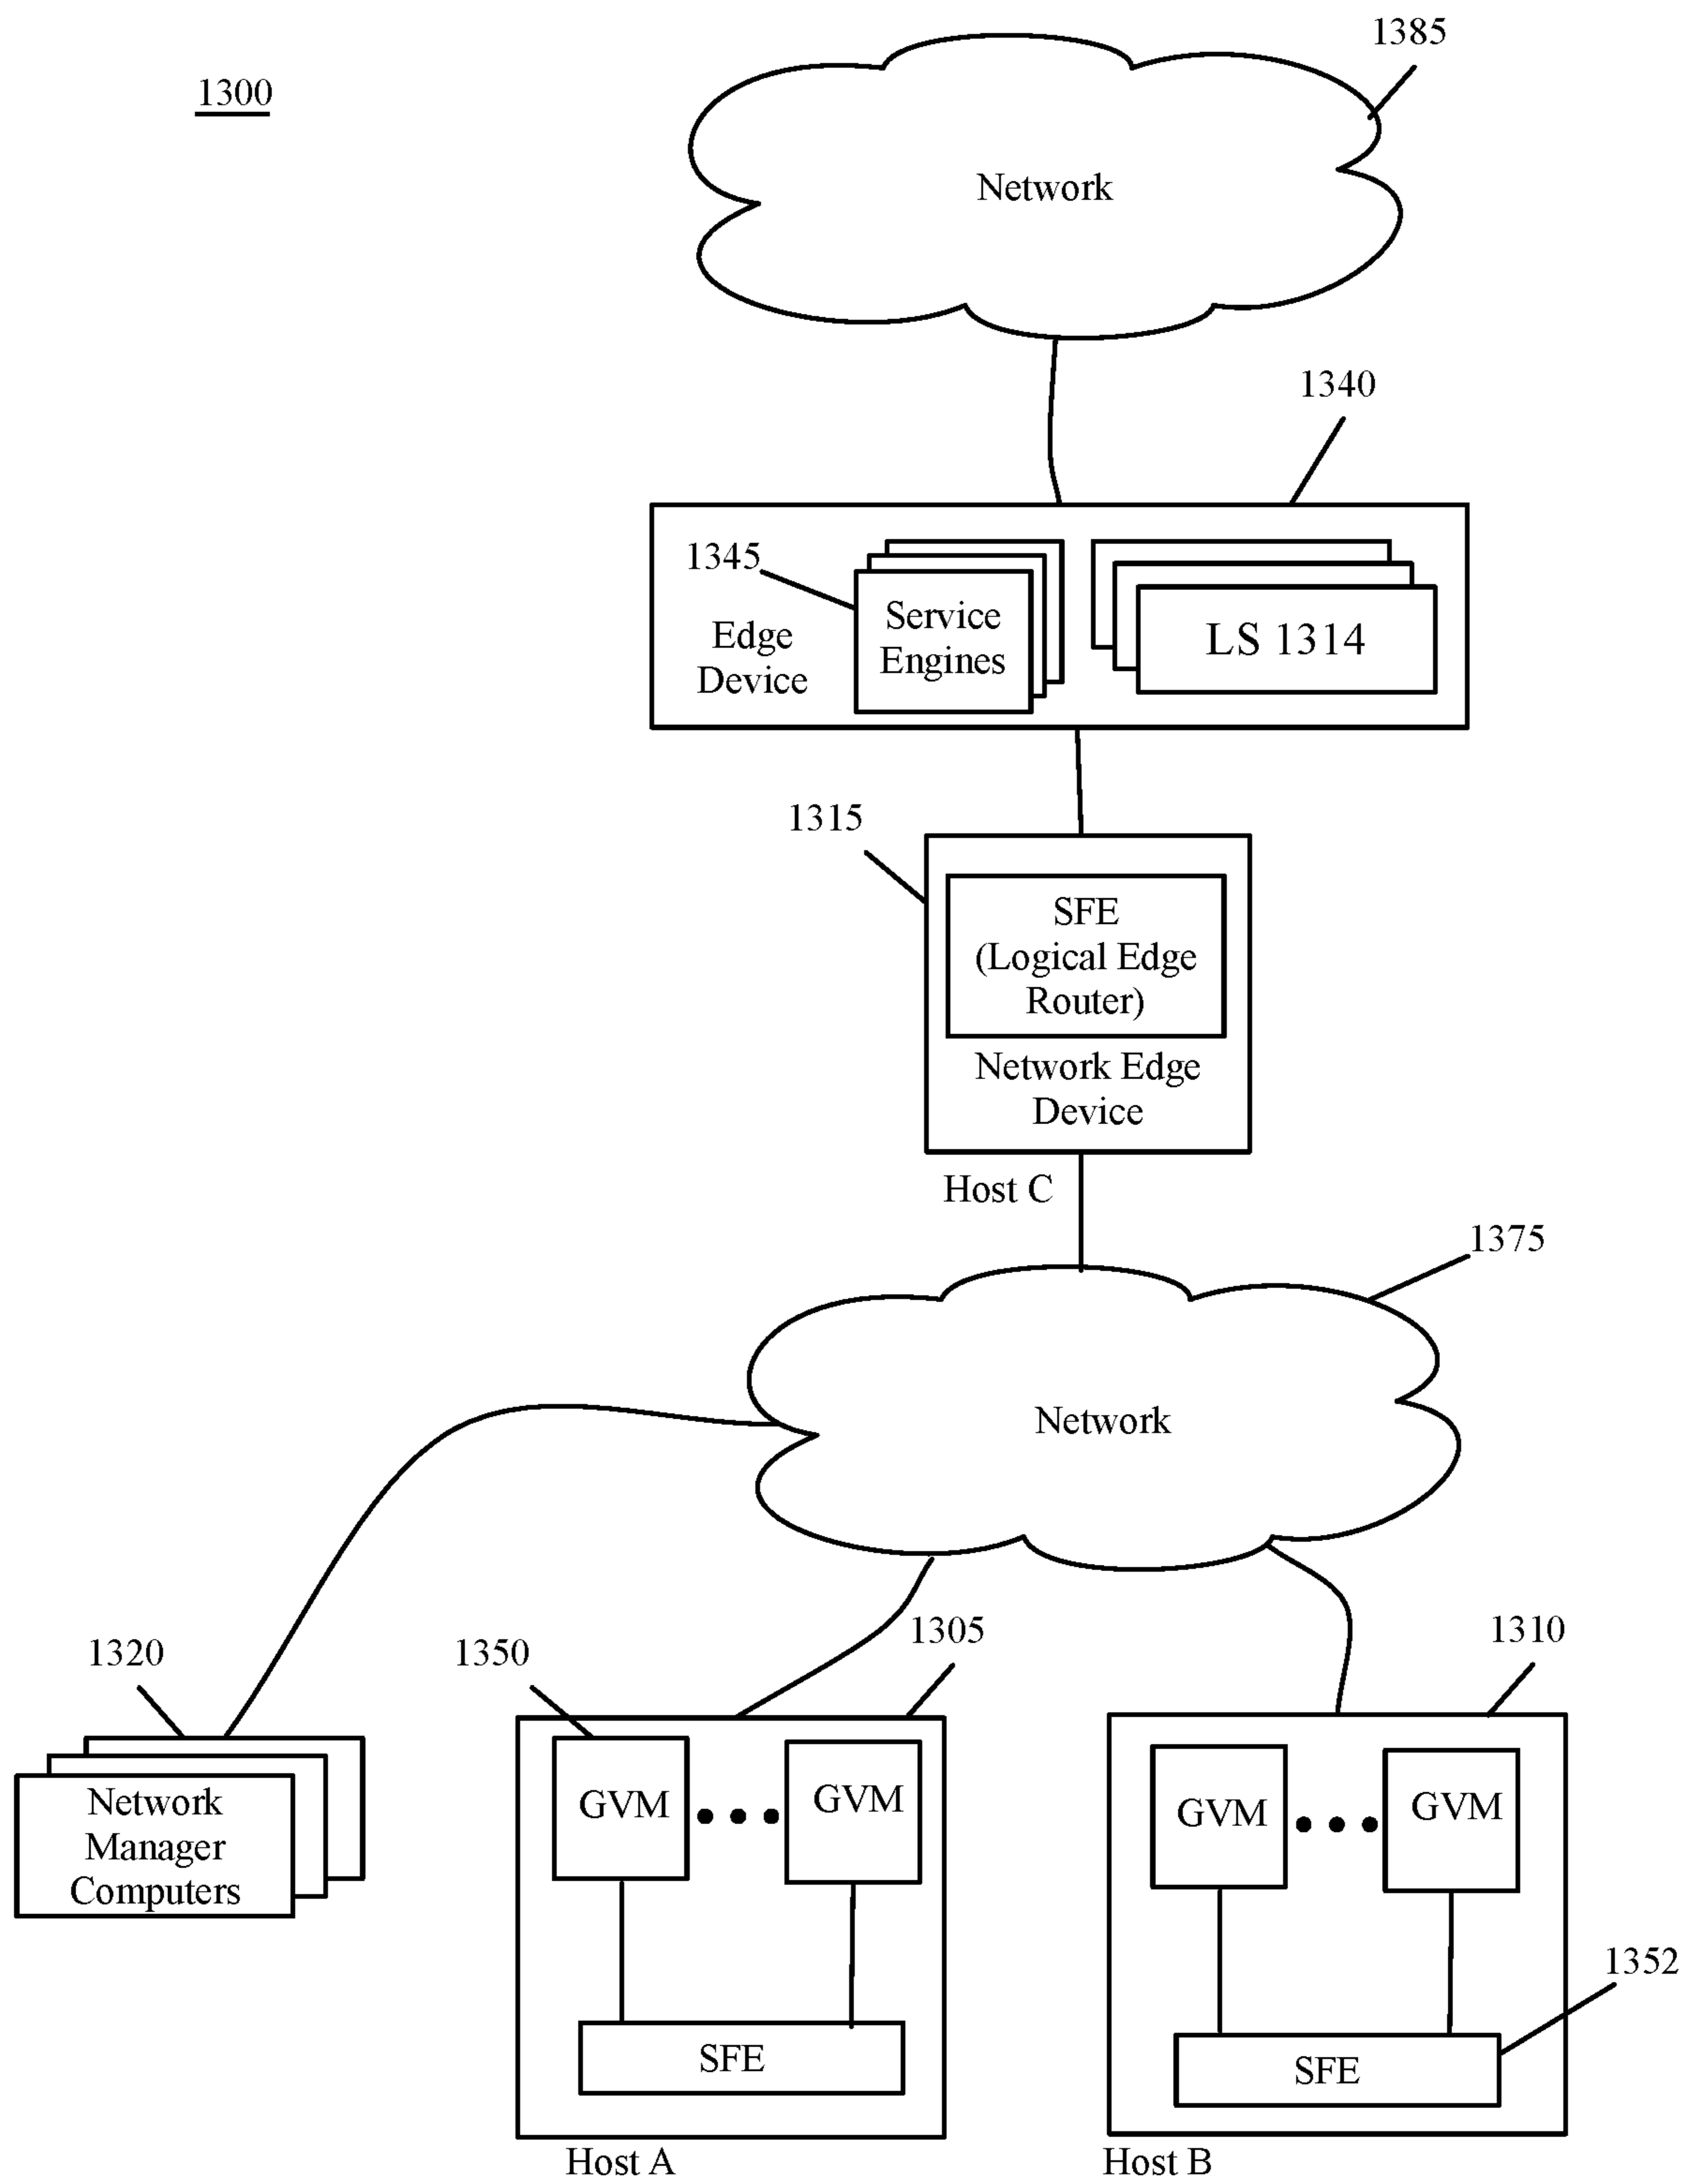 1385
1300
Network
1340
1345
Service
Engines
Edge
Device
LS 1314
1315
SFE
(Logical Edge
Router)
Network Edge
Device
Host C
1375
Network
1320
1350
1305
1310
Network
Manager
Computers
GVM
GVM
GVM
GVM
1352
SFE
SFE
Host A
Host B